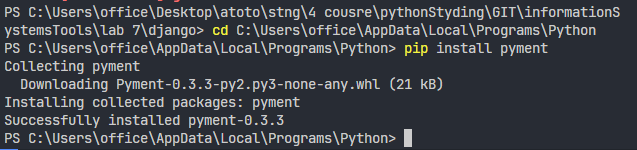 PS C:\Users\office\Desktop\atoto\stng\4 cousre\pythonStyding\GIT\informationS
ystemsTools\lab 7\django> cd C:\Users\office\AppData\Local\Programs\Python
PS C:\Users\office\AppData\Local\Programs\Python> pip install pyment
Collecting pyment
  Downloading Pyment-0.3.3-py2.py3-none-any.whl (21 kB)
Installing collected packages: pyment
Successfully installed pyment-0.3.3
PS C:\Users\office\AppData\Local\Programs\Python>